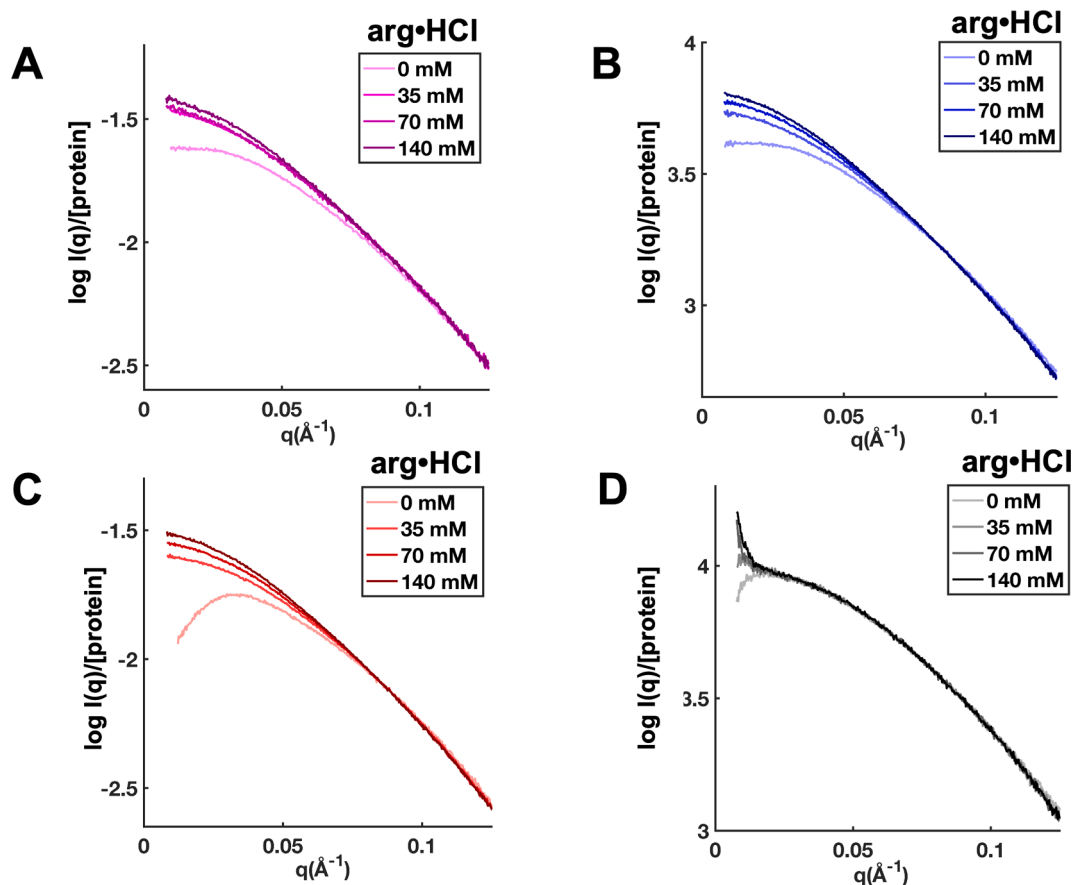 A
arg•HCl
0 mM
35 mM
70 mM
140 mM
-1.5
-2
-2.5
0
0.05
0.1
q(Å⁻¹)
log I(q)/[protein]
B
arg•HCl
0 mM
35 mM
70 mM
140 mM
4
3.5
3
0
0.05
0.1
q(Å⁻¹)
log I(q)/[protein]
C
arg•HCl
0 mM
35 mM
70 mM
140 mM
-1.5
-2
-2.5
0
0.05
0.1
q(Å⁻¹)
log I(q)/[protein]
D
arg•HCl
0 mM
35 mM
70 mM
140 mM
4
3.5
3
0
0.05
0.1
q(Å⁻¹)
log I(q)/[protein]